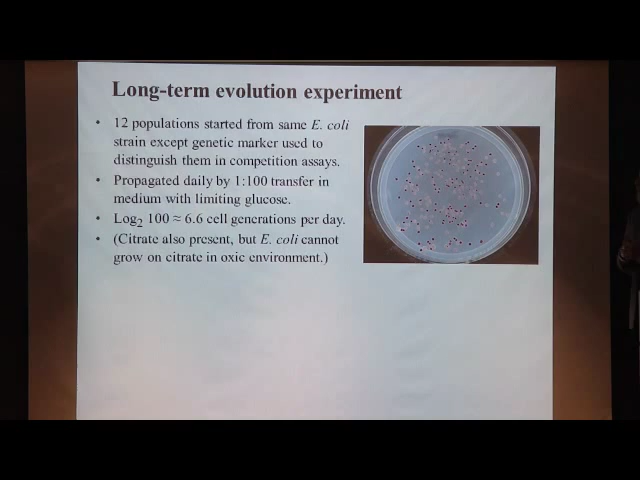 Long-term evolution experiment
• 12 populations started from same E. coli
strain except genetic marker used to
distinguish them in competition assays.
• Propagated daily by 1:100 transfer in
medium with limiting glucose.
• Log₂ 100 ≈ 6.6 cell generations per day.
• (Citrate also present, but E. coli cannot
grow on citrate in oxic environment.)